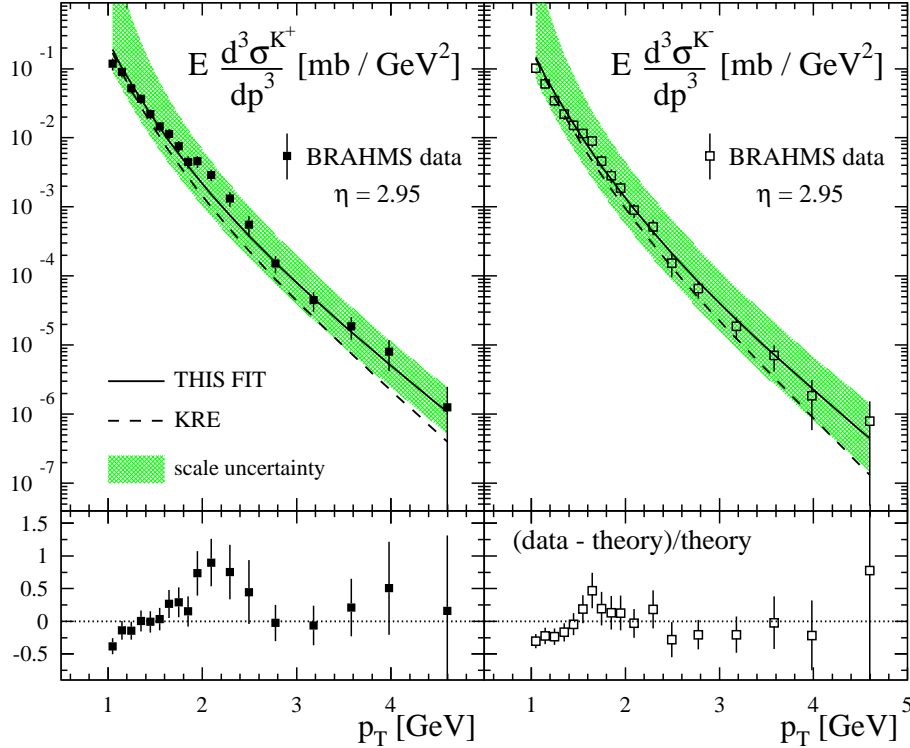 E d³σ^K⁺ / dp³ [mb / GeV²]
BRAHMS data
η = 2.95
10⁻¹
10⁻²
10⁻³
10⁻⁴
10⁻⁵
10⁻⁶
10⁻⁷
THIS FIT
KRE
scale uncertainty
E d³σ^K⁻ / dp³ [mb / GeV²]
BRAHMS data
η = 2.95
1.5
1
0.5
0
-0.5
(data - theory)/theory
1 2 3 4
p_T [GeV]
1 2 3 4 5
p_T [GeV]